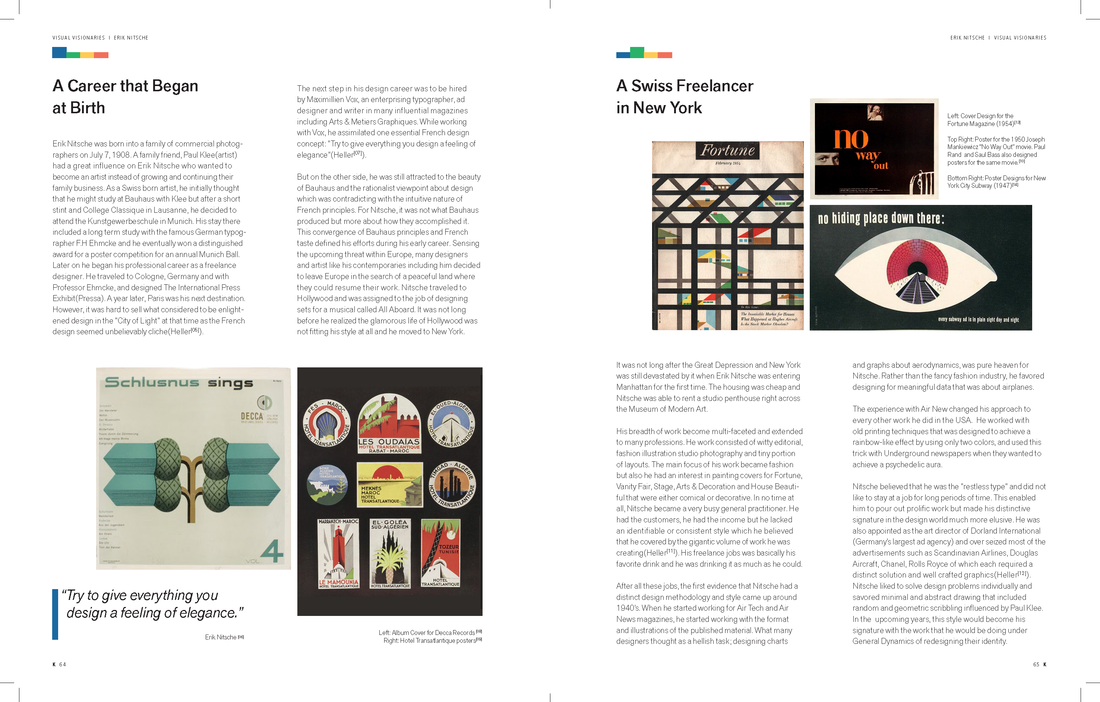 VISUAL VISIONARIES | ERIK NITSCHE
A Career that Began
at Birth
Erik Nitsche was born into a family of commercial photog-
raphers on July 7, 1908. A family friend, Paul Klee(artist)
had a great influence on Erik Nitsche who wanted to
become an artist instead of growing and continuing their
family business. As a Swiss born artist, he initially thought
that he might study at Bauhaus with Klee but after a short
stint and College Classique in Lausanne, he decided to
attend the Kunstgewerbeschule in Munich. His stay there
included a long term study with the famous German typog-
rapher F.H Ehmcke and he eventually won a distinguished
award for a poster competition for an annual Munich Ball.
Later on he began his professional career as a freelance
designer. He traveled to Cologne, Germany and with
Professor Ehmcke, and designed The International Press
Exhibit(Pressa). A year later, Paris was his next destination.
However, it was hard to sell what considered to be enlight-
ened design in the "City of Light" at that time as the French
design seemed unbelievably cliche(Heller
The next step in his design career was to be hired
by Maximillien Vox, an enterprising typographer, ad
designer and writer in many influential magazines
including Arts & Metiers Graphiques. While working
with Vox, he assimilated one essential French design
concept: "Try to give everything you design a feeling of
elegance"(Heller
But on the other side, he was still attracted to the beauty
of Bauhaus and the rationalist viewpoint about design
which was contradicting with the intuitive nature of
French principles. For Nitsche, it was not what Bauhaus
produced but more about how they accomplished it.
This convergence of Bauhaus principles and French
taste defined his efforts during his early career. Sensing
the upcoming threat within Europe, many designers
and artist like his contemporaries including him decided
to leave Europe in the search of a peaceful land where
they could resume their work. Nitsche traveled to
Hollywood and was assigned to the job of designing
sets for a musical called All Aboard. It was not long
before he realized the glamorous life of Hollywood was
not fitting his style at all and he moved to New York.
Schlusnus sings
DECCA
4
FES - MAROC
HOTEL TRANSATLANTIQUE
LES OUDAÏAS
HOTEL TRANSATLANTIQUE
RABAT - MAROC
EL-OUED-ALGERIE
HOTEL TRANSATLANTIQUE
MEKNES
MAROC
HOTEL
TRANSATLANTIQUE
TIMGAD - ALGERIE
HOTEL TRANSATLANTIQUE
MARRAKECH-MAROC
LA MAMOUNIA
EL-GOLEA
SUD-ALGERIEN
HOTEL TRANSATLANTIQUE
TOZEUR
TUNISIE
HOTEL
TRANSATLANTIQUE
"Try to give everything you
design a feeling of elegance."
Erik Nitsche
Left: Album Cover for Decca Records
Right: Hotel Transatlantique posters
K 64
ERIK NITSCHE | VISUAL VISIONARIES
A Swiss Freelancer
in New York
Fortune
February 1954
The Insatiable Market for Houses
What Happened at Hughes Aircraft
Is the Stock Market Obsolete?
no
way
out
no hiding place down there:
every subway ad is in plain sight day and night
Left: Cover Design for the
Fortune Magazine (1954)
Top Right: Poster for the 1950 Joseph
Mankiewicz "No Way Out" movie. Paul
Rand and Saul Bass also designed
posters for the same movie.
Bottom Right: Poster Designs for New
York City Subway (1947)
It was not long after the Great Depression and New York
was still devastated by it when Erik Nitsche was entering
Manhattan for the first time. The housing was cheap and
Nitsche was able to rent a studio penthouse right across
the Museum of Modern Art.
His breadth of work become multi-faceted and extended
to many professions. He work consisted of witty editorial,
fashion illustration studio photography and tiny portion
of layouts. The main focus of his work became fashion
but also he had an interest in painting covers for Fortune,
Vanity Fair, Stage, Arts & Decoration and House Beauti-
ful that were either comical or decorative. In no time at
all, Nitsche became a very busy general practitioner. He
had the customers, he had the income but he lacked
an identifiable or consistent style which he believed
that he covered by the gigantic volume of work he was
creating(Heller[11]). His freelance jobs was basically his
favorite drink and he was drinking it as much as he could.
After all these jobs, the first evidence that Nitsche had a
distinct design methodology and style came up around
1940's. When he started working for Air Tech and Air
News magazines, he started working with the format
and illustrations of the published material. What many
designers thought as a hellish task; designing charts
and graphs about aerodynamics, was pure heaven for
Nitsche. Rather than the fancy fashion industry, he favored
designing for meaningful data that was about airplanes.
The experience with Air New changed his approach to
every other work he did in the USA.  He worked with
old printing techniques that was designed to achieve a
rainbow-like effect by using only two colors, and used this
trick with Underground newspapers when they wanted to
achieve a psychedelic aura.
Nitsche believed that he was the "restless type" and did not
like to stay at a job for long periods of time. This enabled
him to pour out prolific work but made his distinctive
signature in the design world much more elusive. He was
also appointed as the art director of Dorland International
(Germany's largest ad agency) and over seized most of the
advertisements such as Scandinavian Airlines, Douglas
Aircraft, Chanel, Rolls Royce of which each required a
distinct solution and well crafted graphics(Heller[12]).
Nitsche liked to solve design problems individually and
savored minimal and abstract drawing that included
random and geometric scribbling influenced by Paul Klee.
In the  upcoming years, this style would become his
signature with the work that he would be doing under
General Dynamics of redesigning their identity.
65 K